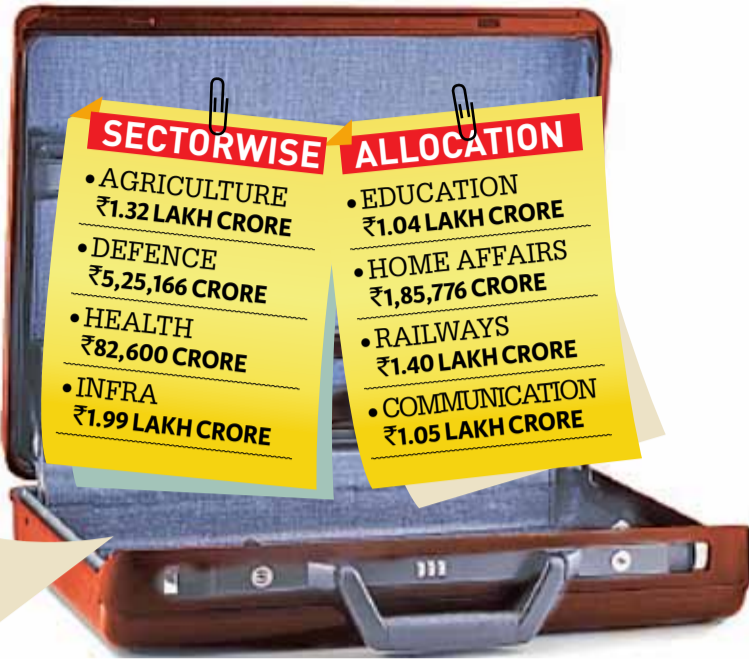 SECTORWISE
• AGRICULTURE
₹1.32 LAKH CRORE
• DEFENCE
₹5,25,166 CRORE
• HEALTH
₹82,600 CRORE
• INFRA
₹1.99 LAKH CRORE
ALLOCATION
• EDUCATION
₹1.04 LAKH CRORE
• HOME AFFAIRS
₹1,85,776 CRORE
• RAILWAYS
₹1.40 LAKH CRORE
• COMMUNICATION
₹1.05 LAKH CRORE